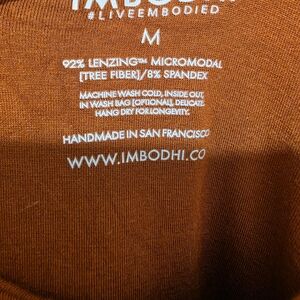 IMBODHI
#LIVEEMBODIED
M
92% LENZING™ MICROMODAL
[TREE FIBER]/8% SPANDEX
MACHINE WASH COLD, INSIDE OUT,
IN WASH BAG [OPTIONAL], DELICATE.
HANG DRY FOR LONGEVITY.
HANDMADE IN SAN FRANCISCO
WWW.IMBODHI.CO